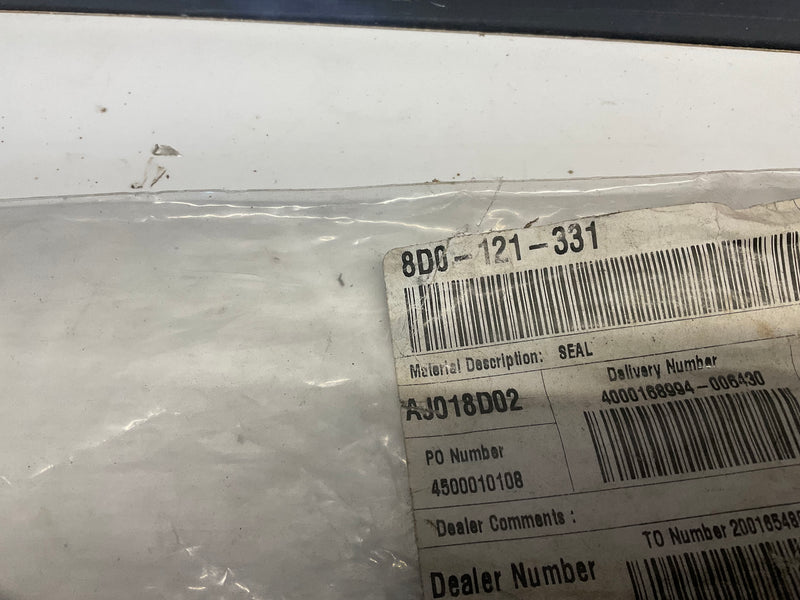 8D0-121-331
Material Description: SEAL
AJ018D02
Delivery Number
4000168994-006430
PO Number
4500010108
Dealer Comments :
TO Number 20016548
Dealer Number